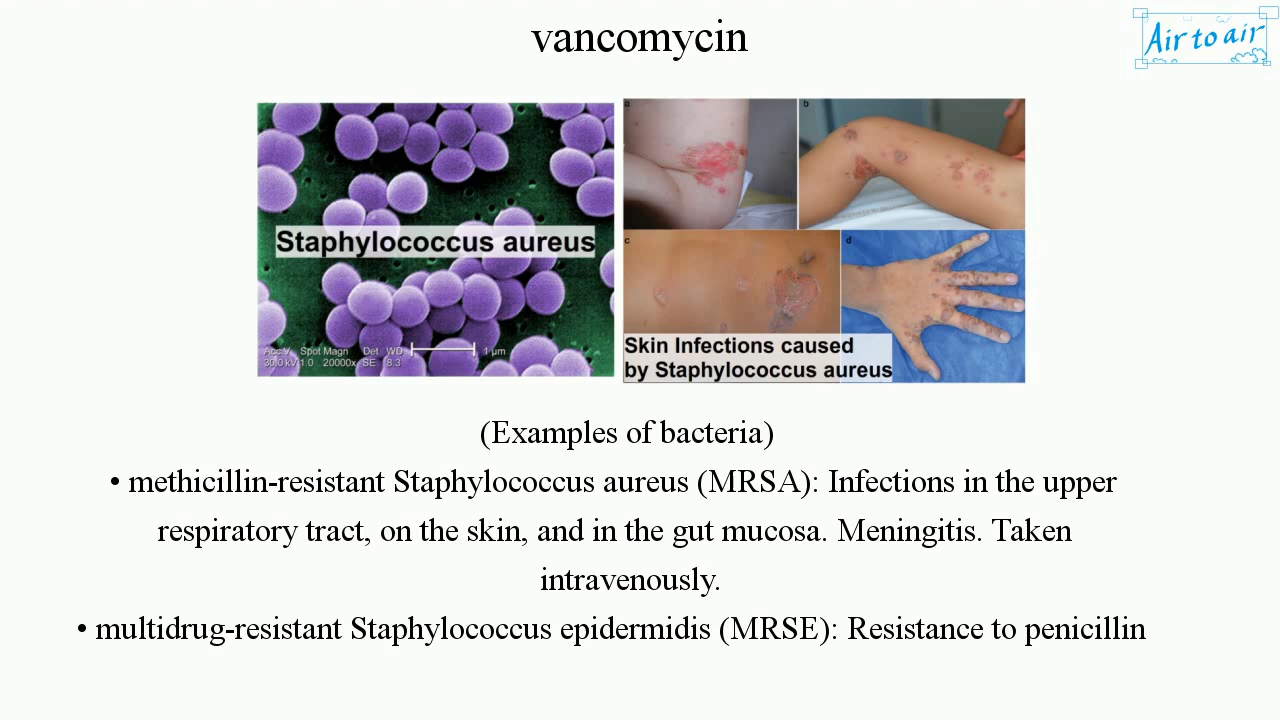 vancomycin
Air to air
Staphylococcus aureus
Acc.V Spot Magn Det WD 1 µm
30.0 kV 1.0 20000x SE 8.3
a
b
c
d
Skin Infections caused
by Staphylococcus aureus
(Examples of bacteria)
• methicillin-resistant Staphylococcus aureus (MRSA): Infections in the upper
respiratory tract, on the skin, and in the gut mucosa. Meningitis. Taken
intravenously.
• multidrug-resistant Staphylococcus epidermidis (MRSE): Resistance to penicillin